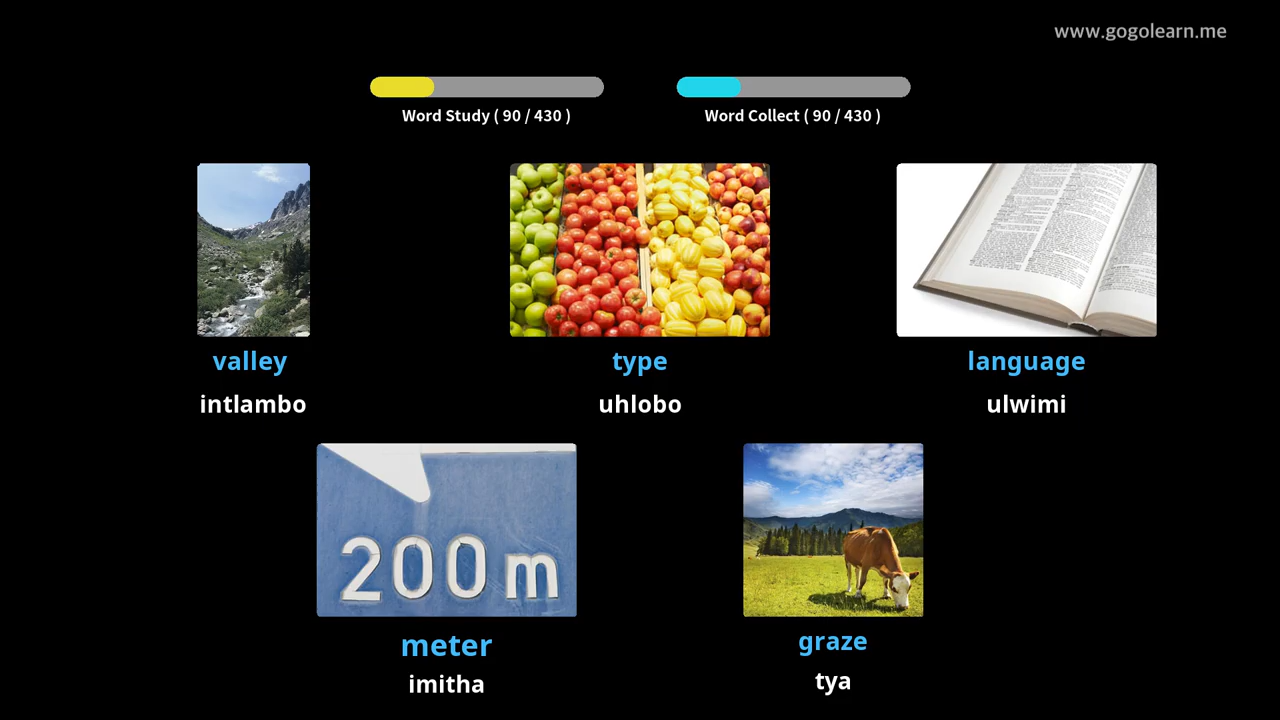 www.gogolearn.me
Word Study ( 90 / 430 )
Word Collect ( 90 / 430 )
valley
intlambo
type
uhlobo
language
ulwimi
200 m
meter
imitha
graze
tya